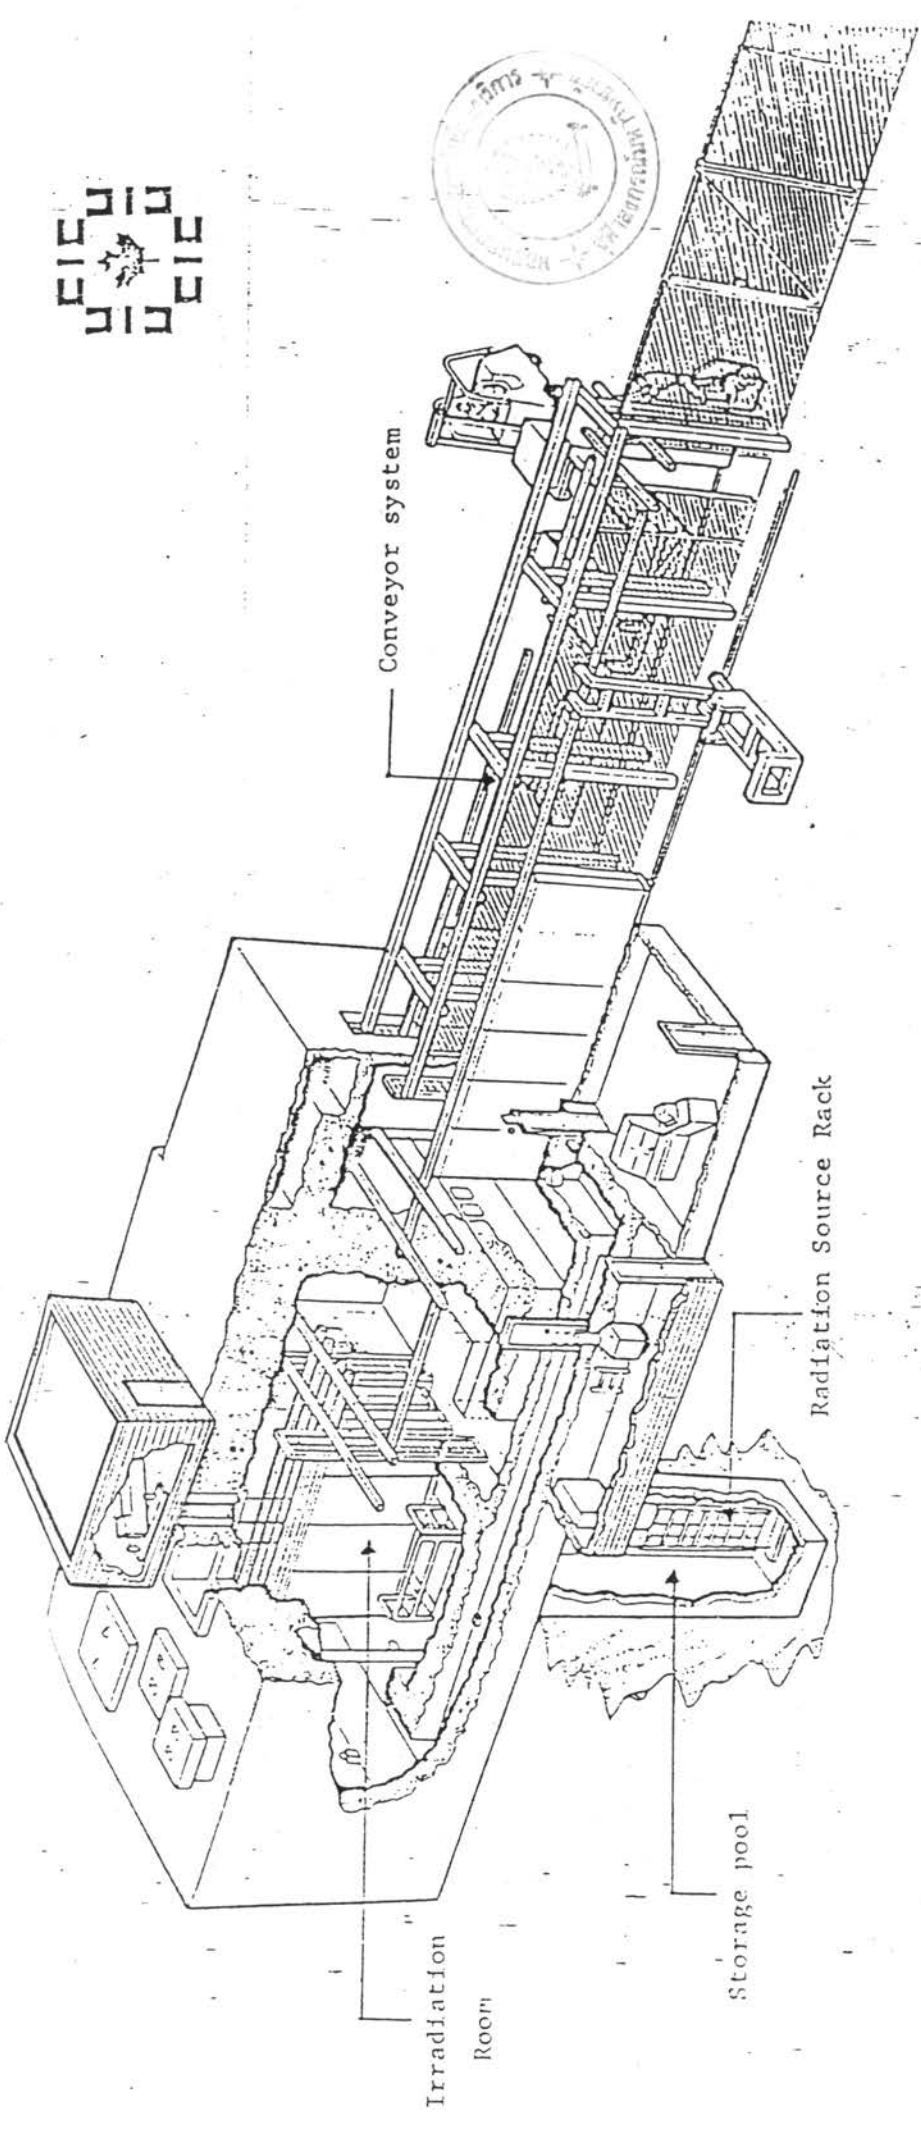 Conveyor system
Irradiation
Room
Storage pool
Radiation Source Rack